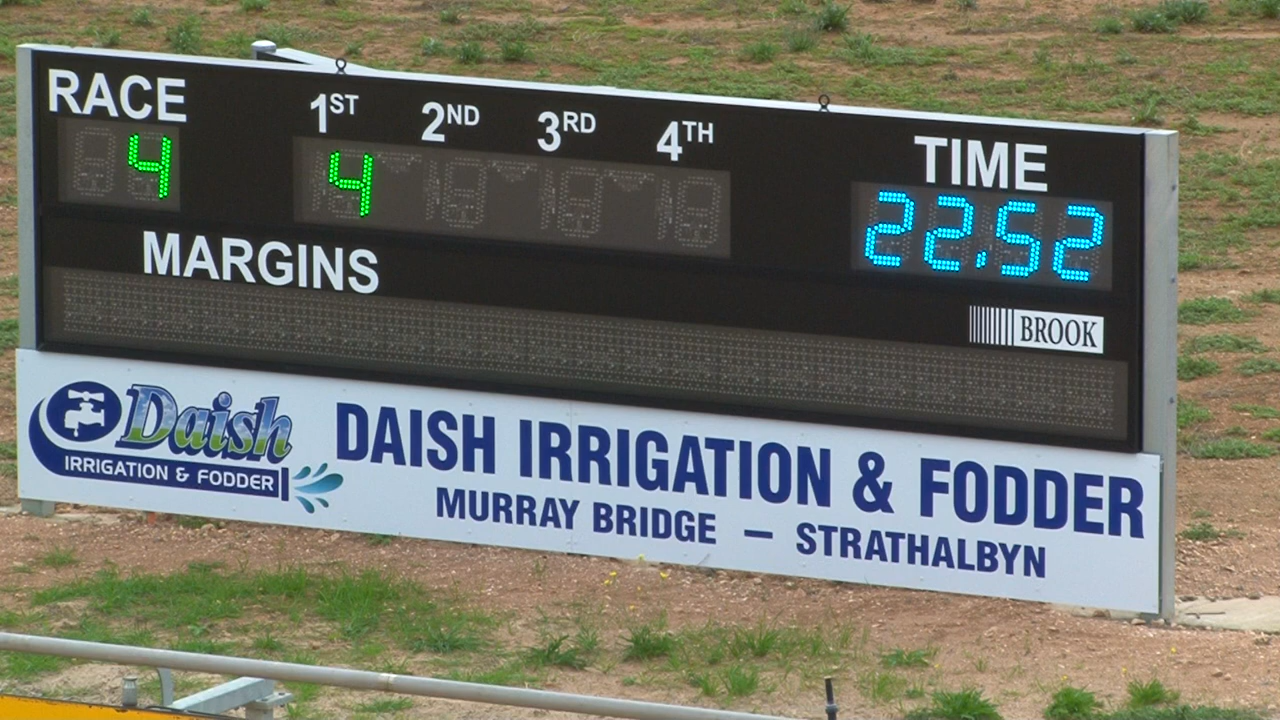 RACE 1ST 2ND 3RD 4TH TIME
4 4 22.52
MARGINS
BROOK
Daish
IRRIGATION & FODDER
DAISH IRRIGATION & FODDER
MURRAY BRIDGE – STRATHALBYN